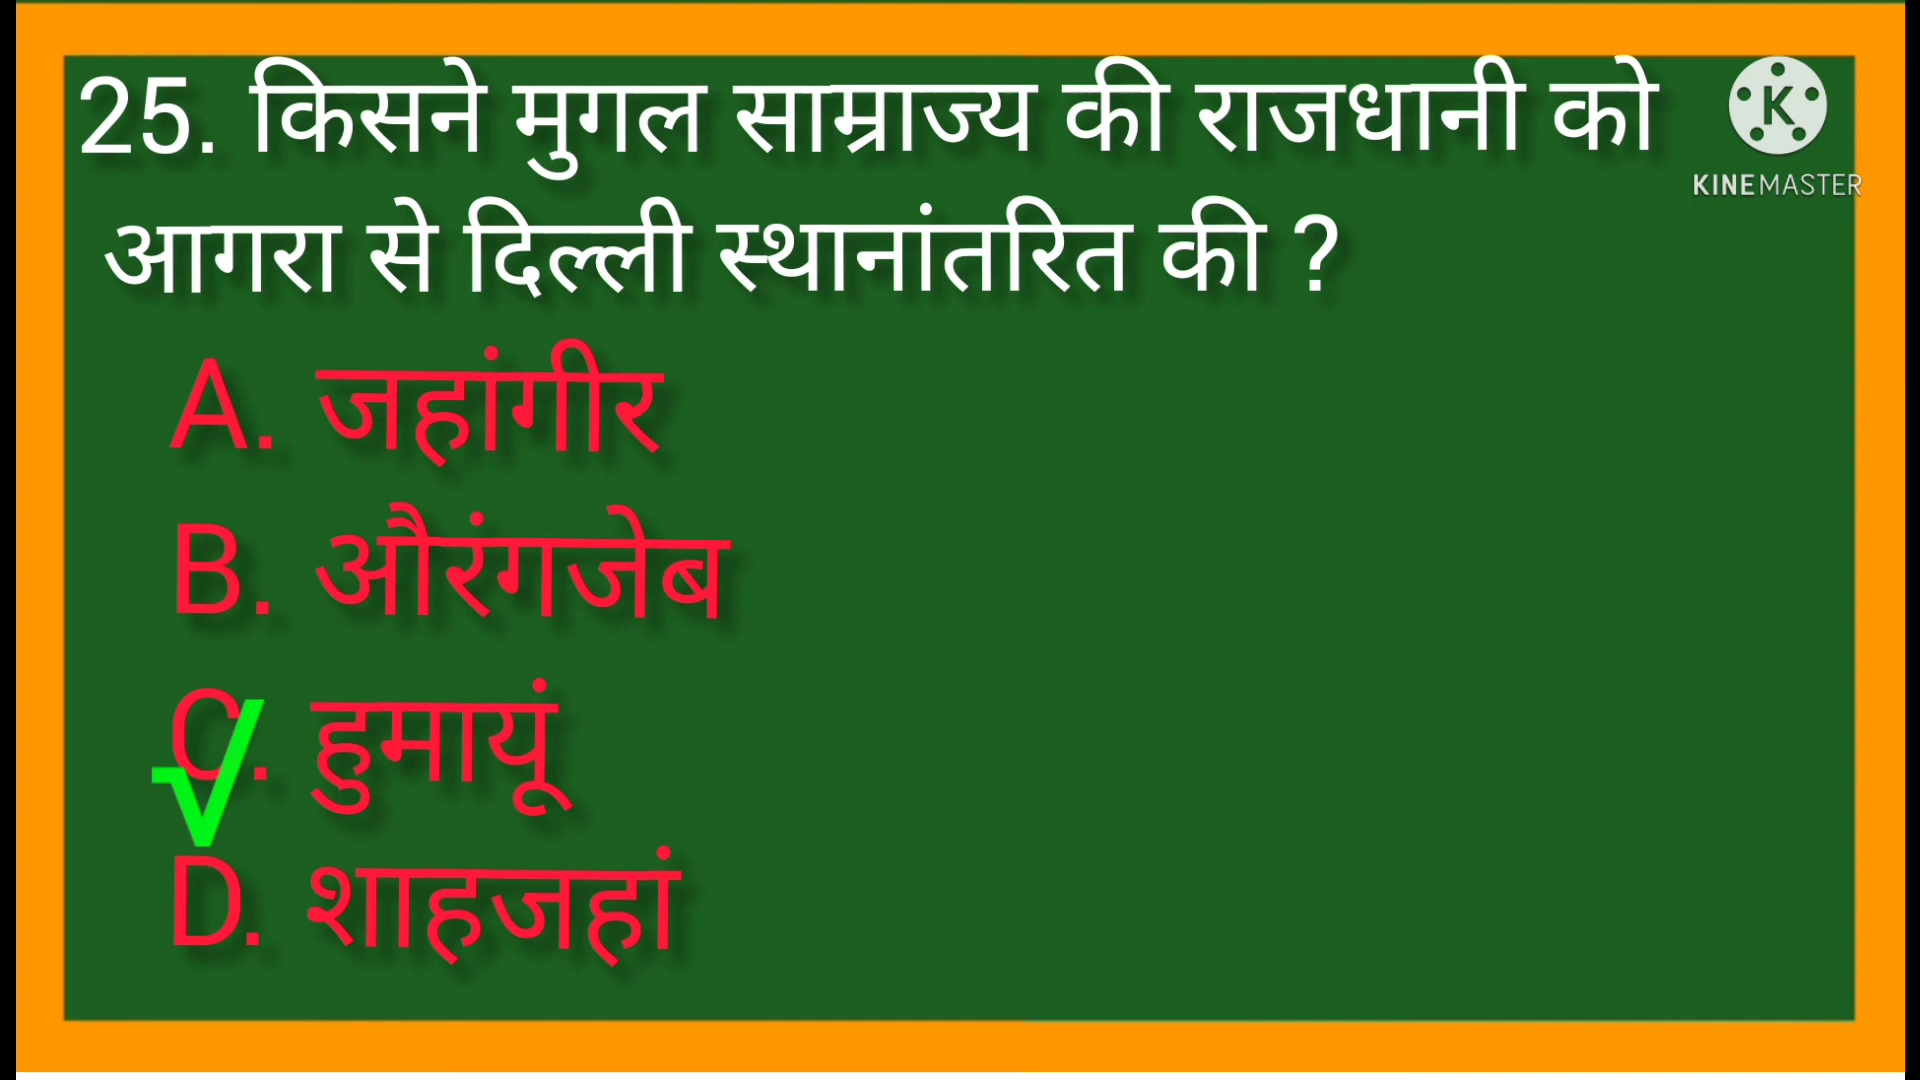 25. किसने मुगल साम्राज्य की राजधानी को
आगरा से दिल्ली स्थानांतरित की ?
A. जहांगीर
B. औरंगजेब
C. हुमायूं
D. शाहजहां
K
KINEMASTER